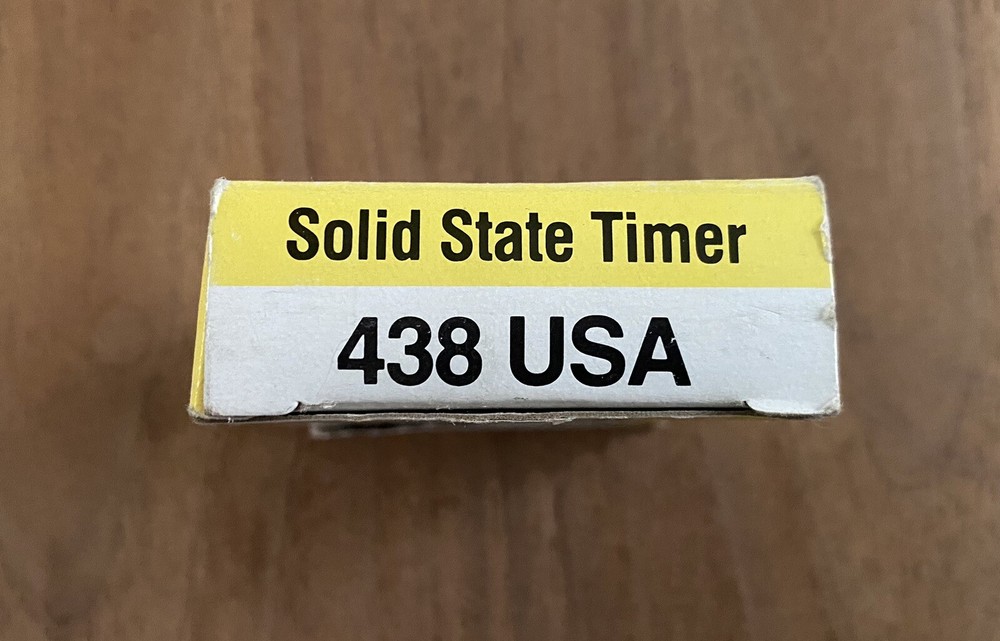 Solid State Timer
438 USA